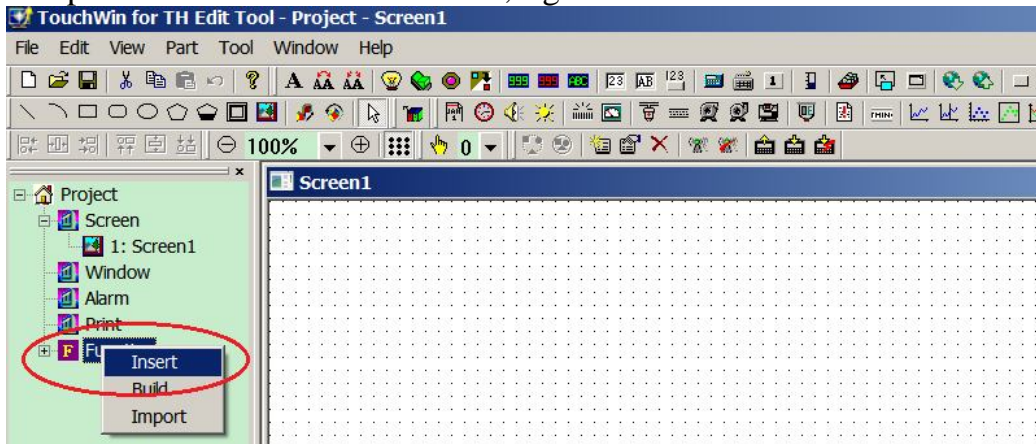 TouchWin for TH Edit Tool - Project - Screen1
File Edit View Part Tool Window Help
100% 0
Screen1
Project
Screen
1: Screen1
Window
Alarm
Print
Insert
Build
Import